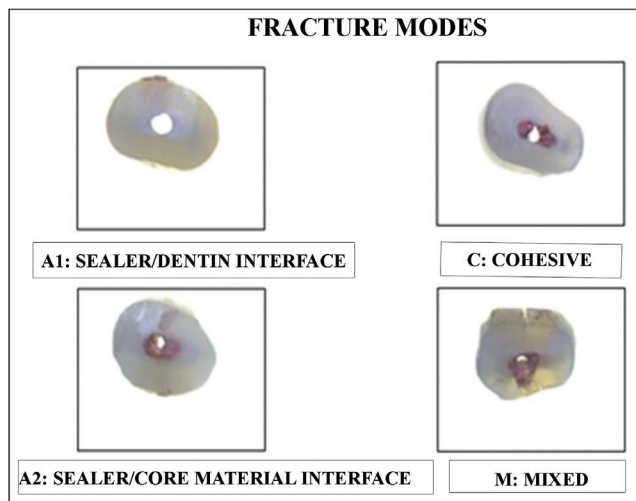 FRACTURE MODES
A1: SEALER/DENTIN INTERFACE
C: COHESIVE
A2: SEALER/CORE MATERIAL INTERFACE
M: MIXED